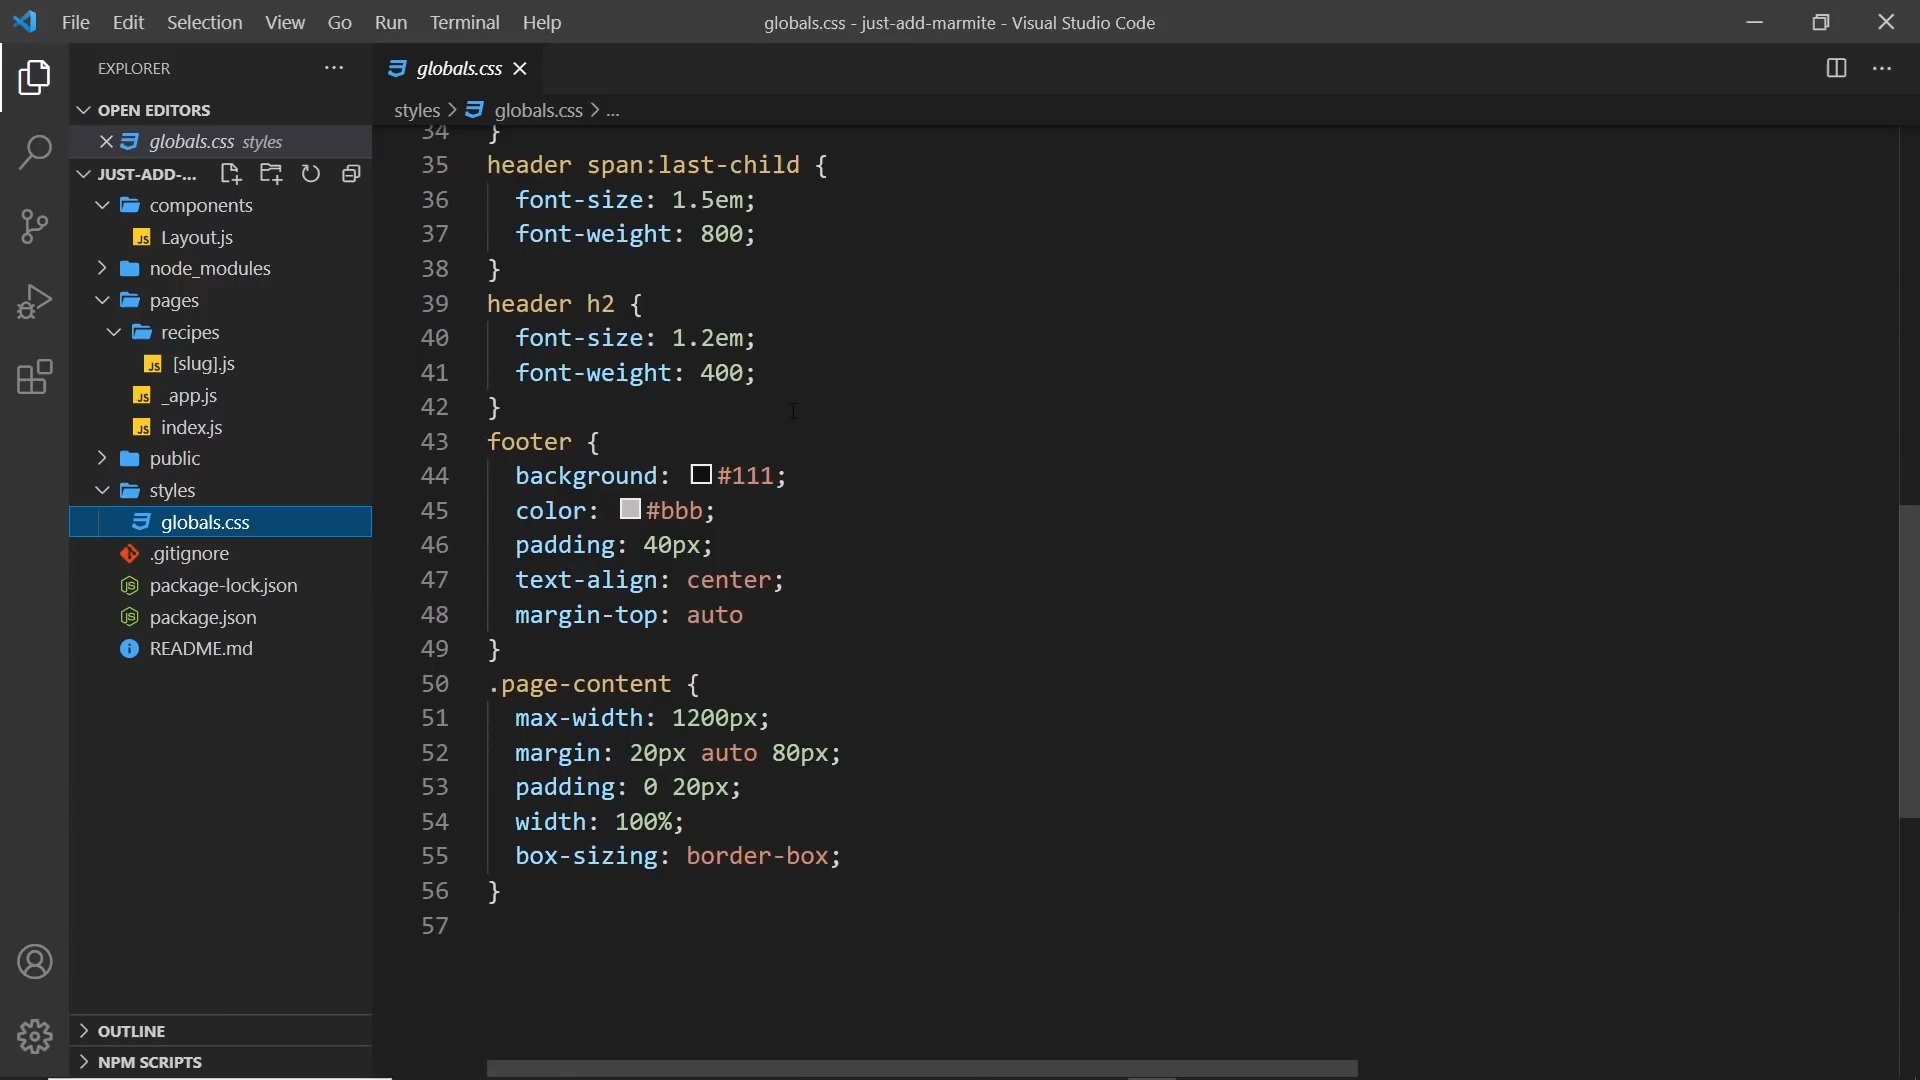 File Edit Selection View Go Run Terminal Help globals.css - just-add-marmite - Visual Studio Code
EXPLORER
globals.css
OPEN EDITORS
styles > globals.css > ...
globals.css styles
JUST-ADD-...
components
Layout.js
node_modules
pages
recipes
[slug].js
_app.js
index.js
public
styles
globals.css
.gitignore
package-lock.json
package.json
README.md
OUTLINE
NPM SCRIPTS
34 }
35 header span:last-child {
36   font-size: 1.5em;
37   font-weight: 800;
38 }
39 header h2 {
40   font-size: 1.2em;
41   font-weight: 400;
42 }
43 footer {
44   background: #111;
45   color: #bbb;
46   padding: 40px;
47   text-align: center;
48   margin-top: auto
49 }
50 .page-content {
51   max-width: 1200px;
52   margin: 20px auto 80px;
53   padding: 0 20px;
54   width: 100%;
55   box-sizing: border-box;
56 }
57